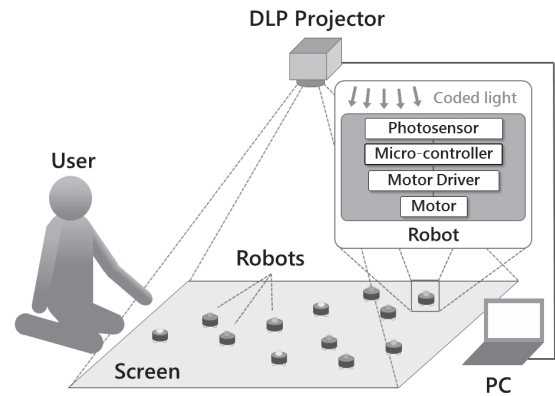 DLP Projector
Coded light
Photosensor
Micro-controller
Motor Driver
Motor
Robot
User
Robots
Screen
PC